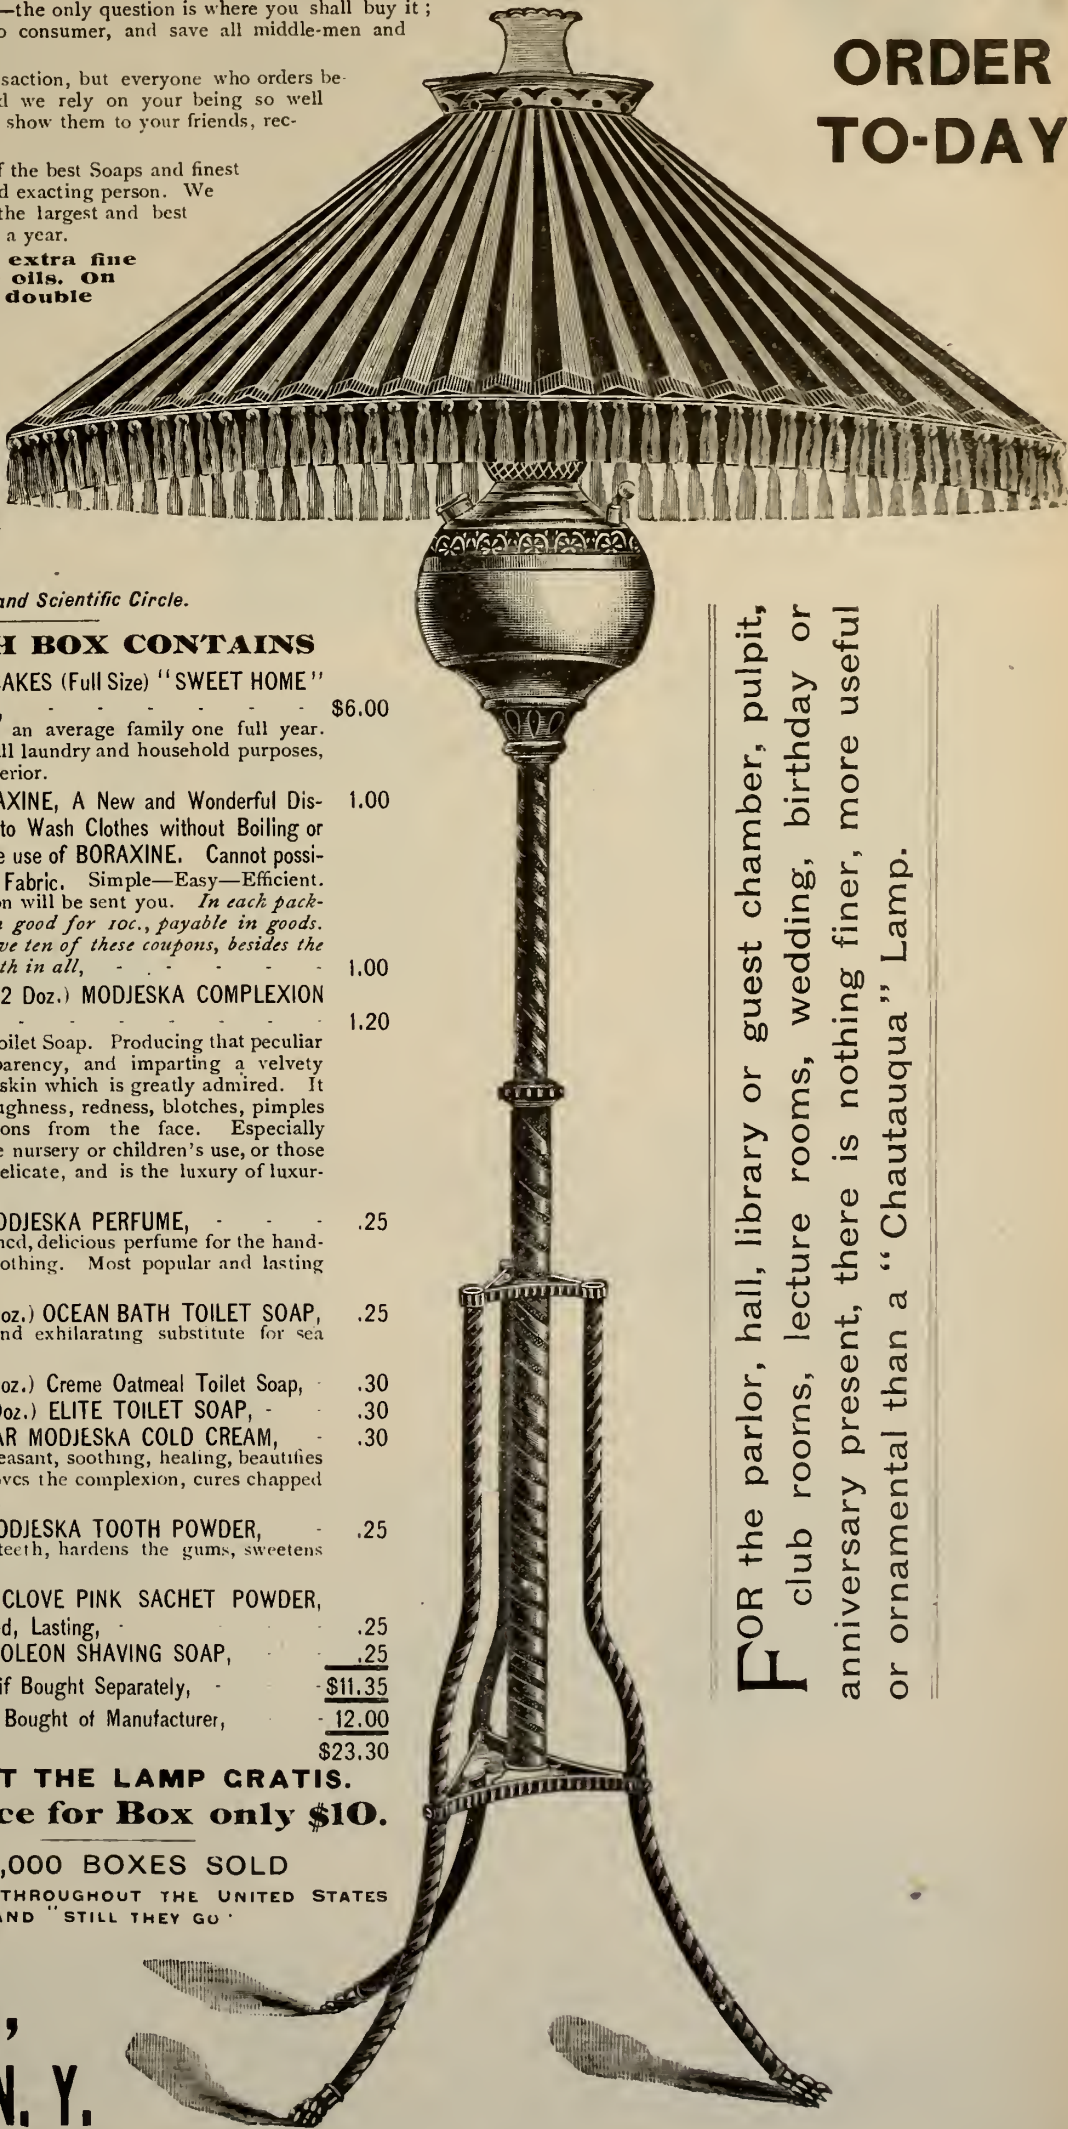 —the only question is where you shall buy it ;
o consumer, and save all middle-men and
saction, but everyone who orders be-
d we rely on your being so well
show them to your friends, rec-
f the best Soaps and finest
d exacting person. We
the largest and best
a year.
extra fine
oils. On
double
ORDER
TO-DAY
and Scientific Circle.
H BOX CONTAINS
AKES (Full Size) "SWEET HOME"
, - - - - - - $6.00
an average family one full year.
ll laundry and household purposes,
erior.
AXINE, A New and Wonderful Dis- 1.00
to Wash Clothes without Boiling or
e use of BORAXINE. Cannot possi-
Fabric. Simple—Easy—Efficient.
on will be sent you. In each pack-
n good for 10c., payable in goods.
ve ten of these coupons, besides the
th in all, - - - - - 1.00
2 Doz.) MODJESKA COMPLEXION
- - - - - - - 1.20
oilet Soap. Producing that peculiar
parency, and imparting a velvety
skin which is greatly admired. It
ughness, redness, blotches, pimples
ons from the face. Especially
e nursery or children's use, or those
elicate, and is the luxury of luxur-
ODJESKA PERFUME, - - - .25
nced, delicious perfume for the hand-
othing. Most popular and lasting
oz.) OCEAN BATH TOILET SOAP, .25
nd exhilarating substitute for sea
oz.) Creme Oatmeal Toilet Soap, - .30
Doz.) ELITE TOILET SOAP, - - .30
AR MODJESKA COLD CREAM, - .30
easant, soothing, healing, beautifies
oves the complexion, cures chapped
ODJESKA TOOTH POWDER, - .25
teeth, hardens the gums, sweetens
CLOVE PINK SACHET POWDER,
d, Lasting, - .25
OLEON SHAVING SOAP, - .25
if Bought Separately, - - $11.35
Bought of Manufacturer, - 12.00
$23.30
T THE LAMP GRATIS.
ce for Box only $10.
,000 BOXES SOLD
THROUGHOUT THE UNITED STATES
AND "STILL THEY GO"
,
N. Y.
FOR the parlor, hall, library or guest chamber, pulpit,
club rooms, lecture rooms, wedding, birthday or
anniversary present, there is nothing finer, more useful
or ornamental than a "Chautauqua" Lamp.